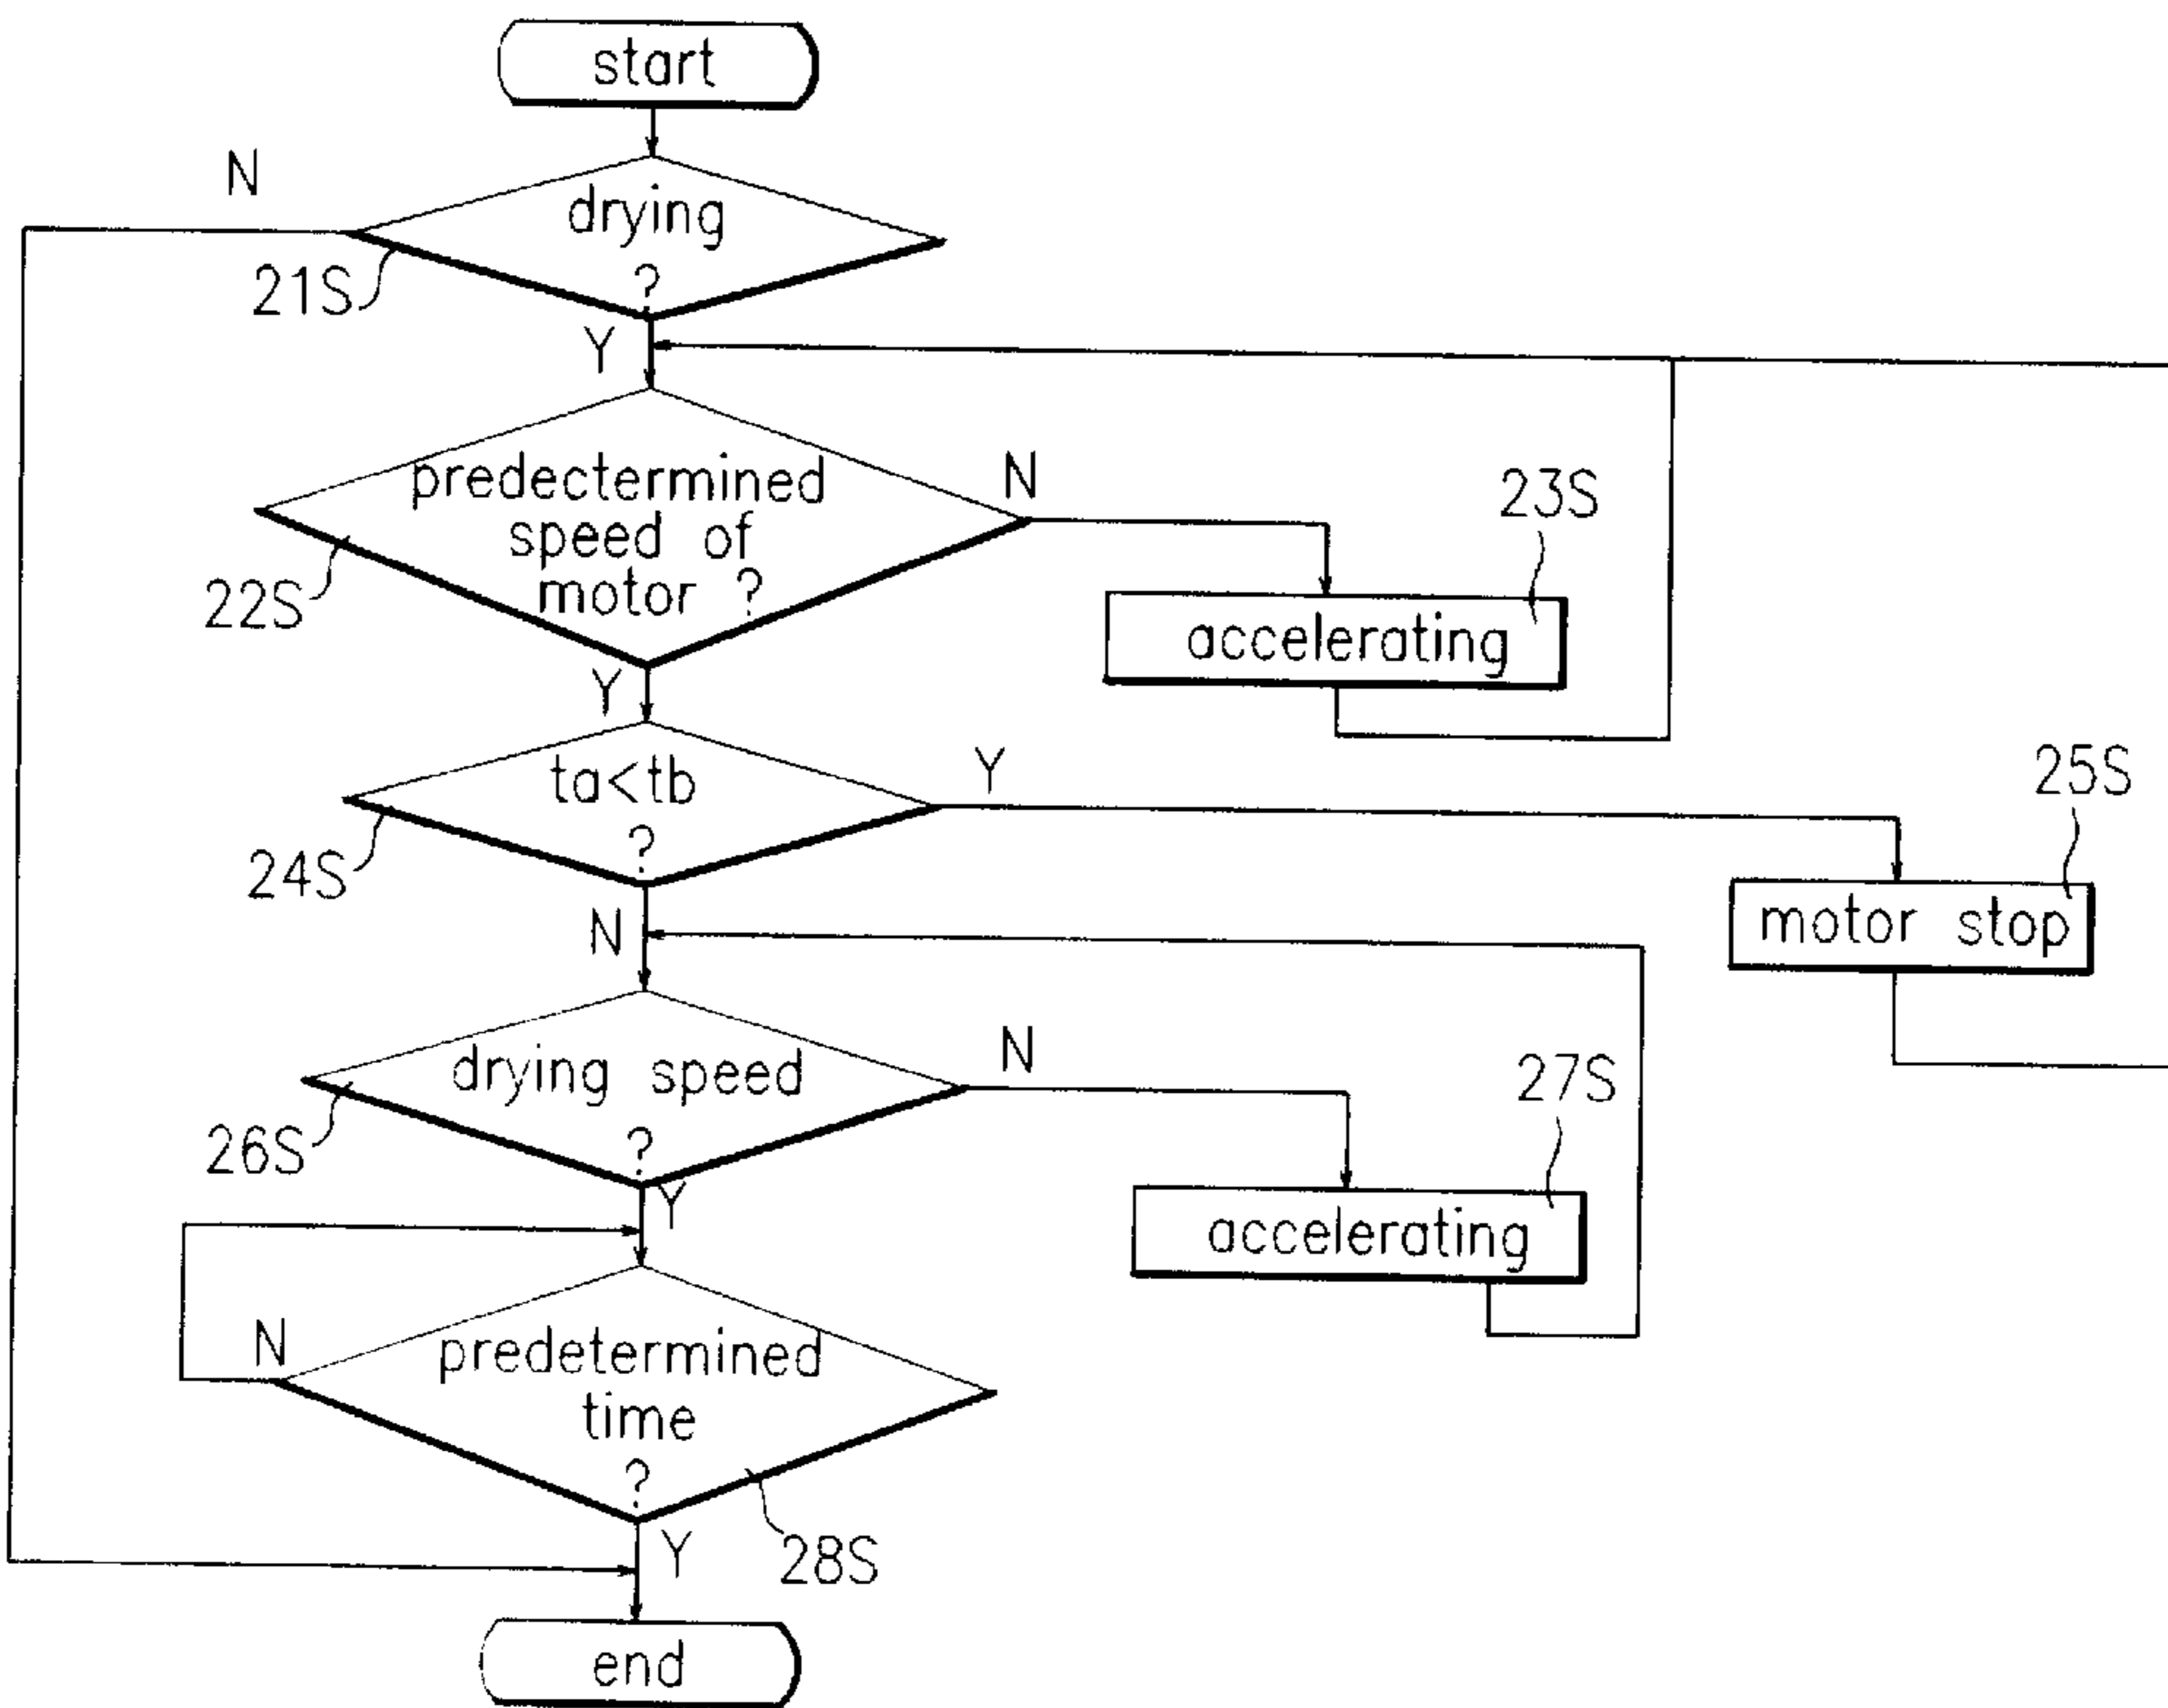 start
N
drying
?
21S
Y
predectermined
speed of
motor ?
N
22S
23S
accelerating
Y
ta<tb
?
Y
24S
25S
motor stop
N
drying speed
?
N
26S
27S
accelerating
Y
N
predetermined
time
?
28S
Y
end